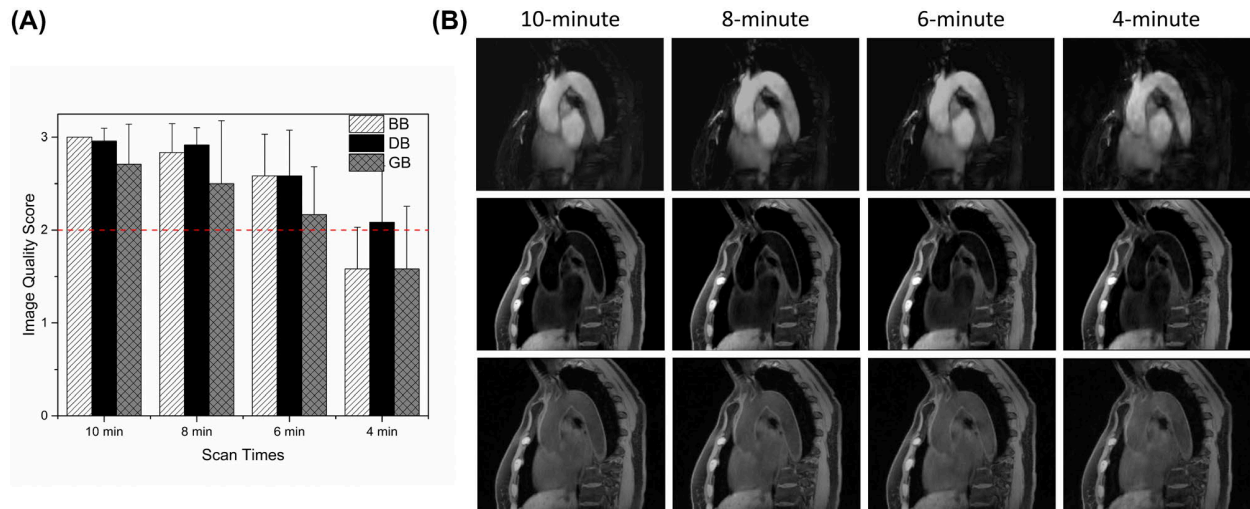 (A)
Image Quality Score
3
2
1
0
BB
DB
GB
10 min 8 min 6 min 4 min
Scan Times
(B)
10-minute 8-minute 6-minute 4-minute